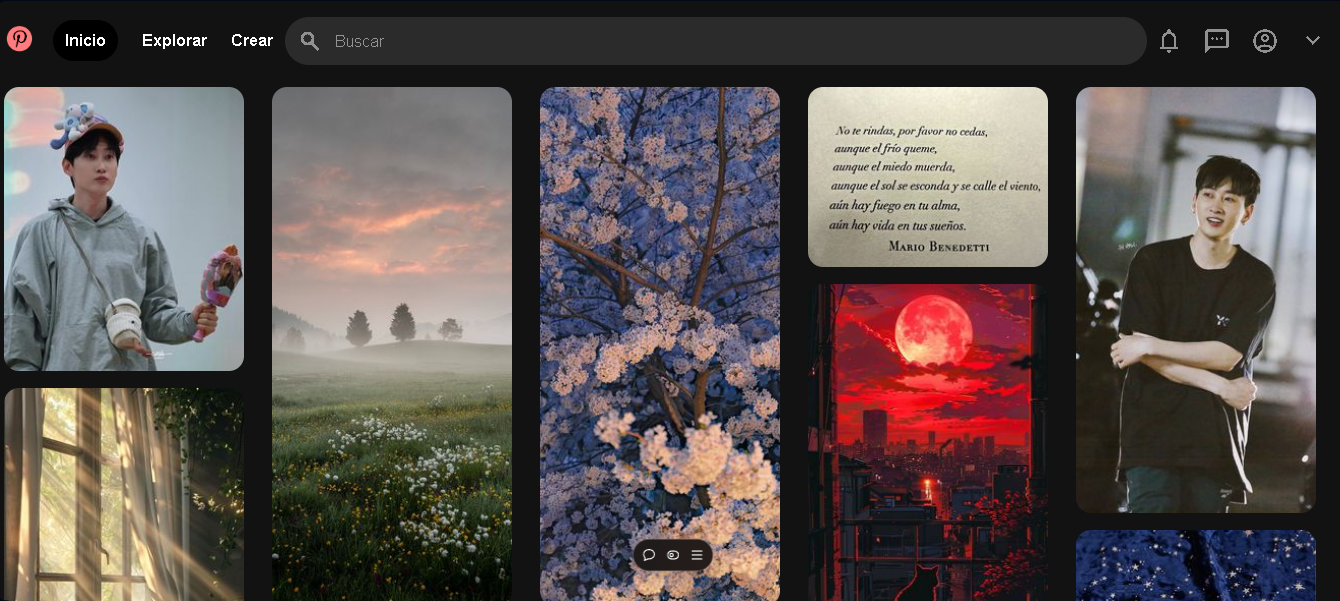 Inicio
Explorar
Crear
Buscar
No te rindas, por favor no cedas,
aunque el frío queme,
aunque el miedo muerda,
aunque el sol se esconda y se calle el viento,
aún hay fuego en tu alma,
aún hay vida en tus sueños.
Mario Benedetti